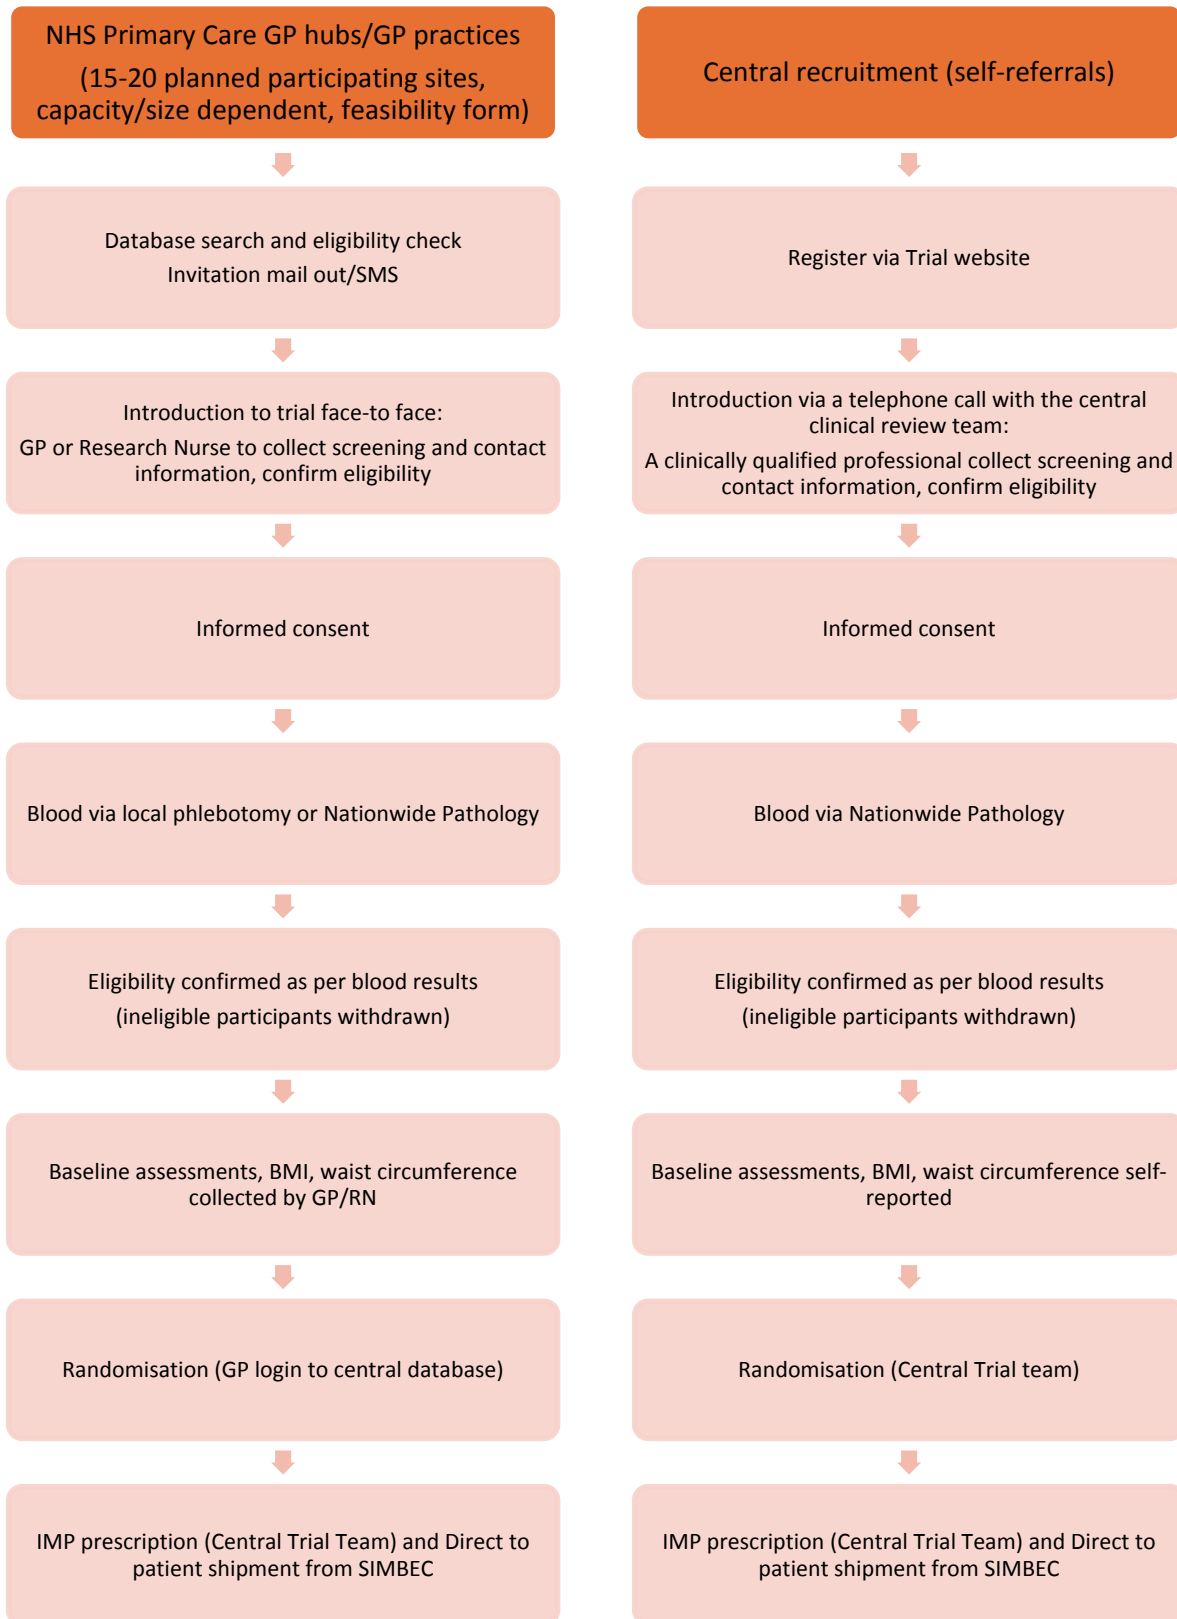 NHS Primary Care GP hubs/GP practices
(15-20 planned participating sites,
capacity/size dependent, feasibility form)
Database search and eligibility check
Invitation mail out/SMS
Introduction to trial face-to face:
GP or Research Nurse to collect screening and contact
information, confirm eligibility
Informed consent
Blood via local phlebotomy or Nationwide Pathology
Eligibility confirmed as per blood results
(ineligible participants withdrawn)
Baseline assessments, BMI, waist circumference
collected by GP/RN
Randomisation (GP login to central database)
IMP prescription (Central Trial Team) and Direct to
patient shipment from SIMBEC
Central recruitment (self-referrals)
Register via Trial website
Introduction via a telephone call with the central
clinical review team:
A clinically qualified professional collect screening and
contact information, confirm eligibility
Informed consent
Blood via Nationwide Pathology
Eligibility confirmed as per blood results
(ineligible participants withdrawn)
Baseline assessments, BMI, waist circumference self-
reported
Randomisation (Central Trial team)
IMP prescription (Central Trial Team) and Direct to
patient shipment from SIMBEC